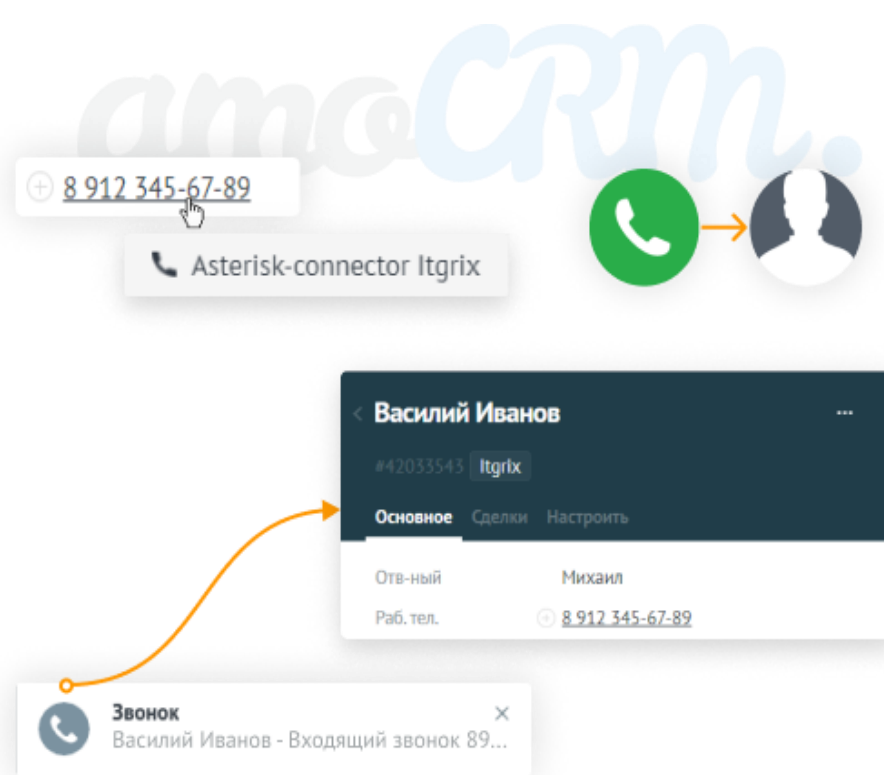 amoCRM.
8 912 345-67-89
Asterisk-connector Itgrix
Василий Иванов
...
#42033543 Itgrix
Основное Сделки Настроить
Отв-ный Михаил
Раб. тел. 8 912 345-67-89
Звонок
Василий Иванов - Входящий звонок 89...